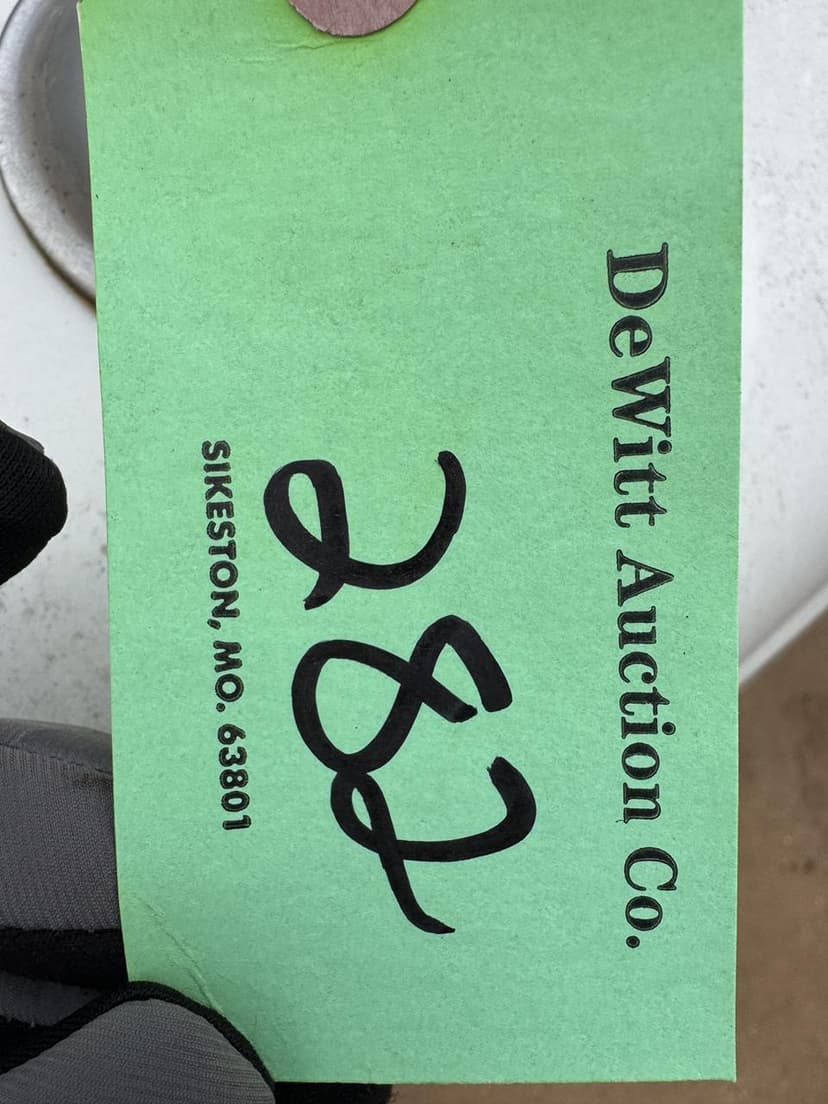 DeWitt Auction Co.
282
SIKESTON, MO. 63801